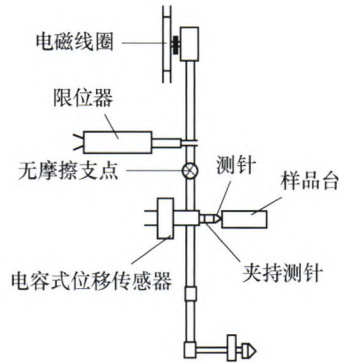 电磁线圈
限位器
无摩擦支点
测针
样品台
电容式位移传感器
夹持测针